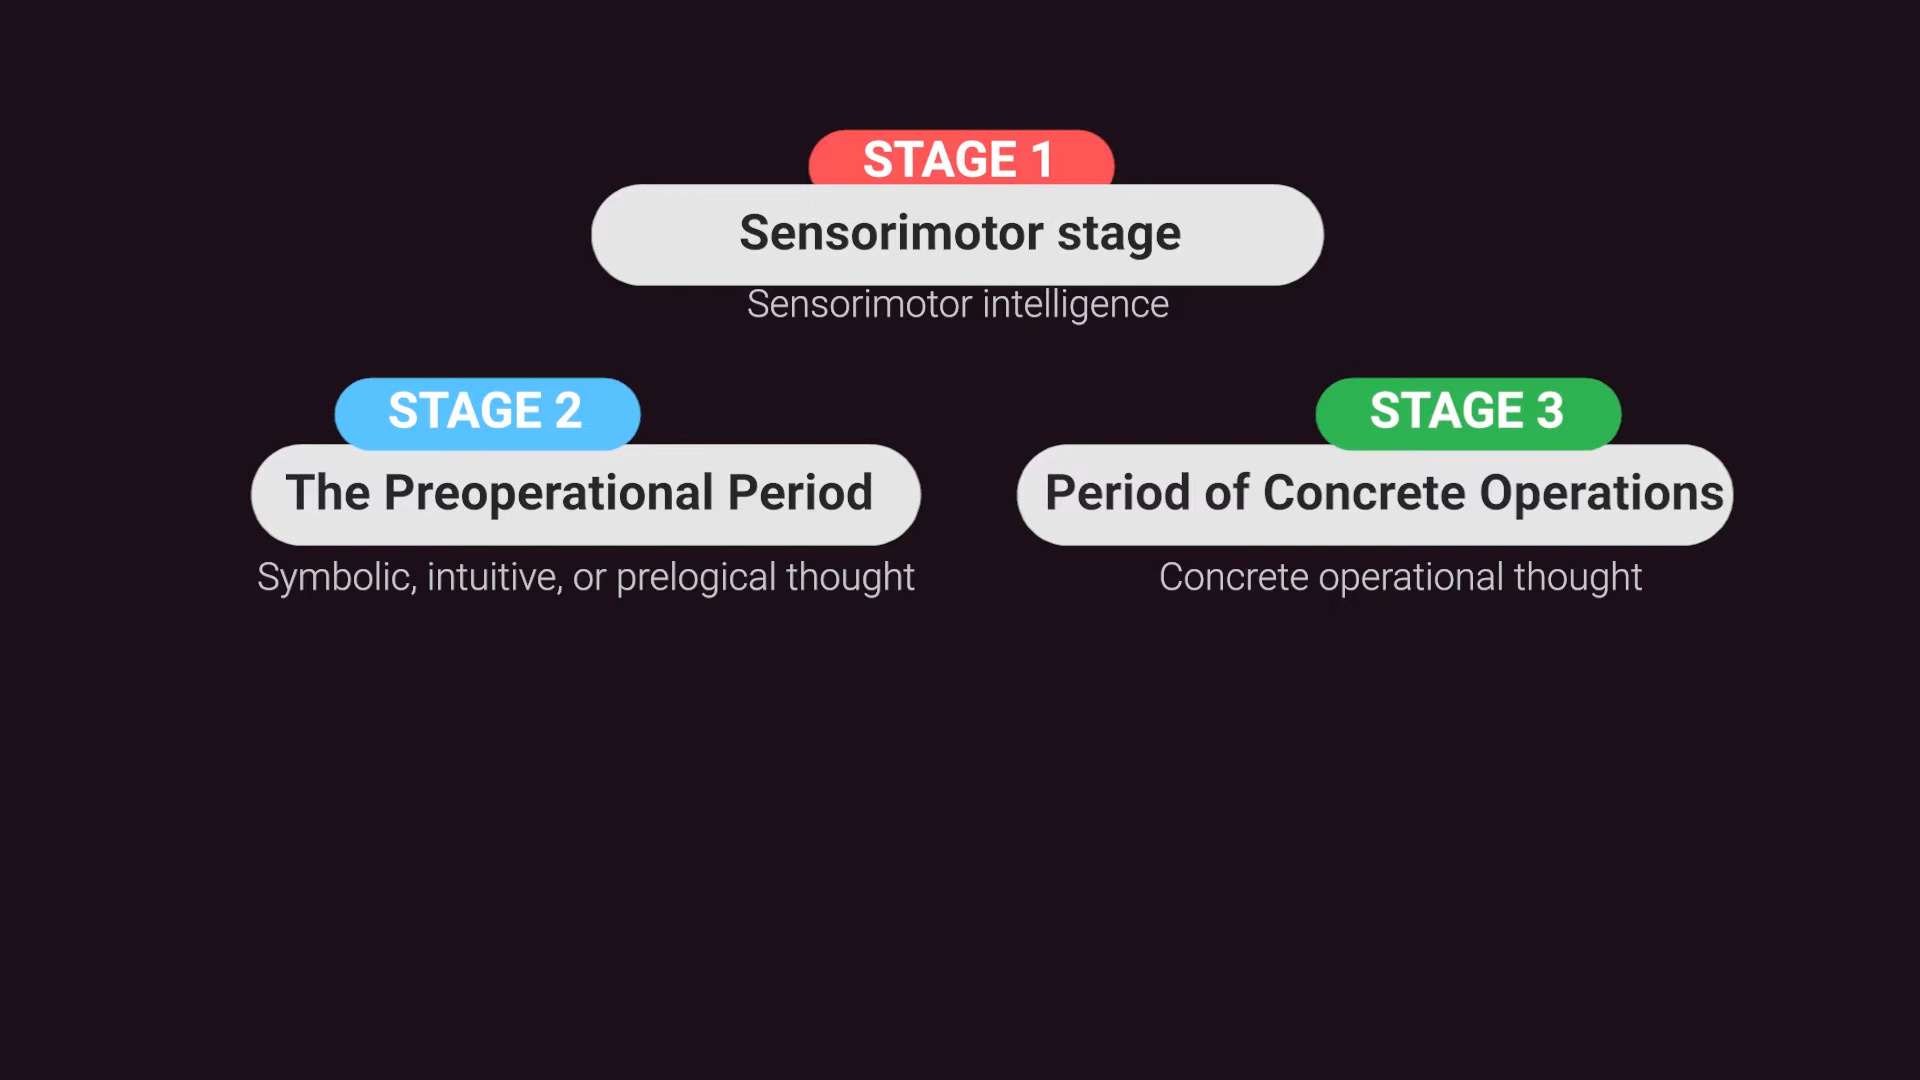 STAGE 1
Sensorimotor stage
Sensorimotor intelligence
STAGE 2
The Preoperational Period
Symbolic, intuitive, or prelogical thought
STAGE 3
Period of Concrete Operations
Concrete operational thought